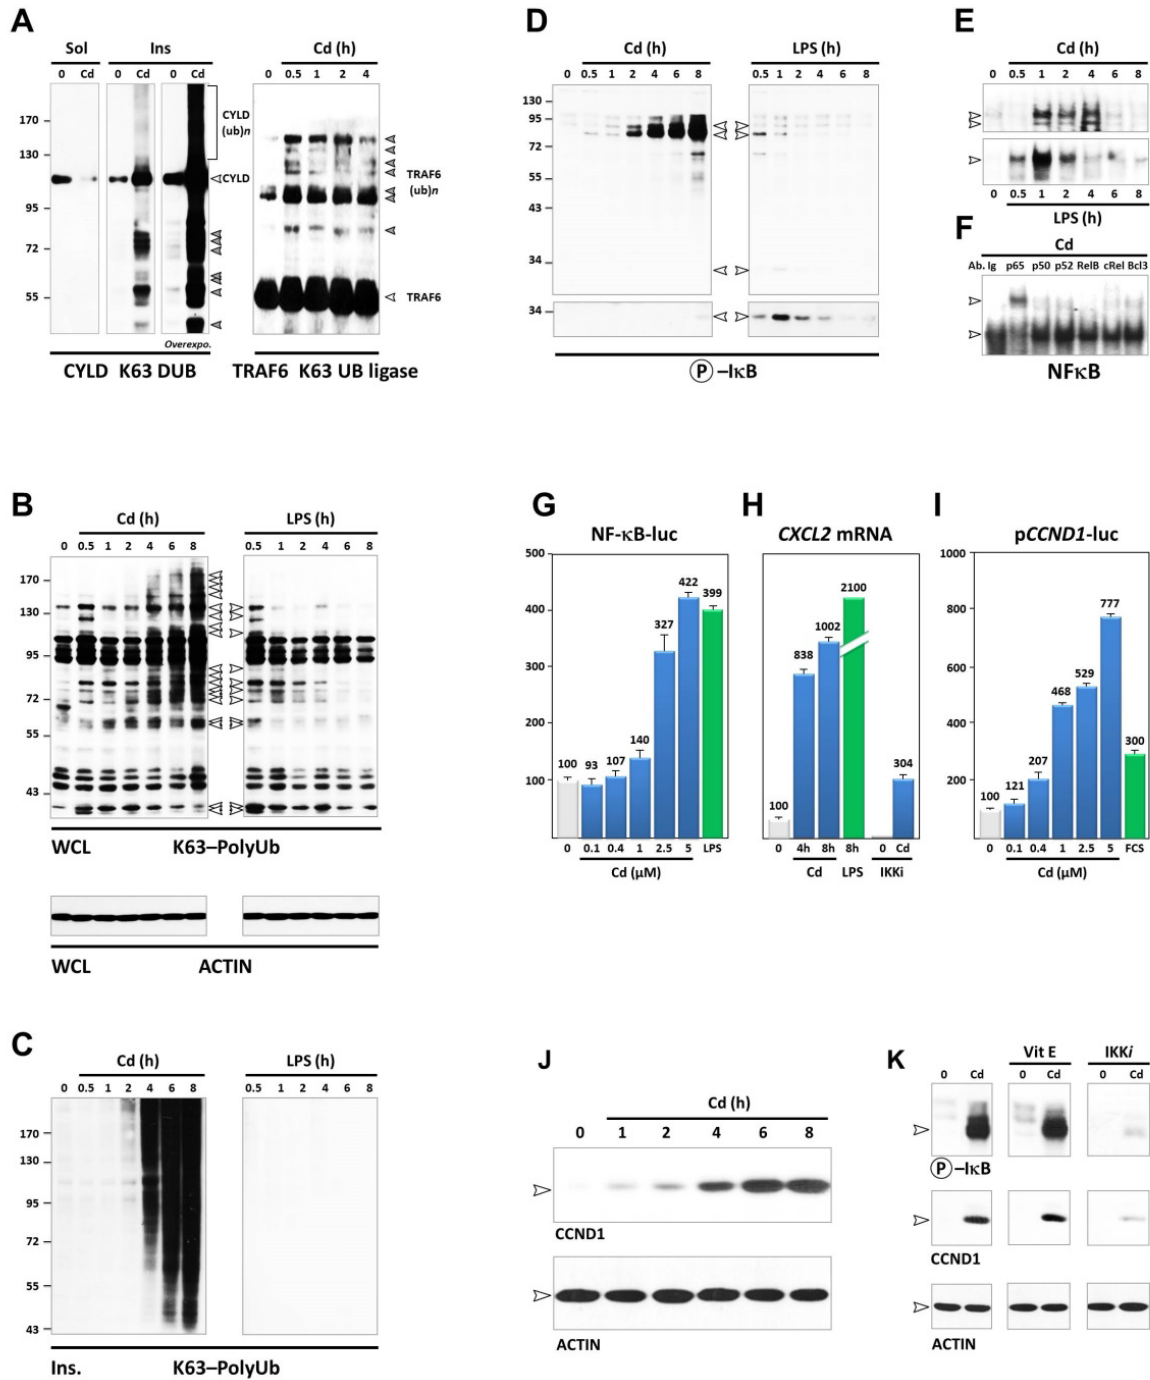 A
Sol Ins
0 Cd 0 Cd 0 Cd
170
130
95
72
55
CYLD
(ub)n
CYLD
Overexpo.
CYLD K63 DUB
Cd (h)
0 0.5 1 2 4
TRAF6
(ub)n
TRAF6
TRAF6 K63 UB ligase
D
Cd (h) LPS (h)
0 0.5 1 2 4 6 8 0.5 1 2 4 6 8
130
95
72
55
43
34
34
P –IκB
E
Cd (h)
0 0.5 1 2 4 6 8
0 0.5 1 2 4 6 8
LPS (h)
F
Cd
Ab. Ig p65 p50 p52 RelB cRel Bcl3
NFκB
B
Cd (h) LPS (h)
0 0.5 1 2 4 6 8 0.5 1 2 4 6 8
170
130
95
72
55
43
WCL K63–PolyUb
WCL ACTIN
G
NF-κB-luc
500
400
300
200
100
100 93 107 140 327 422 399
0 0.1 0.4 1 2.5 5 LPS
Cd (μM)
H
CXCL2 mRNA
100 838 1002 2100 304
0 4h 8h 8h 0 Cd
Cd LPS IKKi
I
pCCND1-luc
1000
800
600
400
200
100 121 207 468 529 777 300
0 0.1 0.4 1 2.5 5 FCS
Cd (μM)
C
Cd (h) LPS (h)
0 0.5 1 2 4 6 8 0.5 1 2 4 6 8
170
130
95
72
55
43
Ins. K63–PolyUb
J
Cd (h)
0 1 2 4 6 8
CCND1
ACTIN
K
Vit E IKKi
0 Cd 0 Cd 0 Cd
P –IκB
CCND1
ACTIN